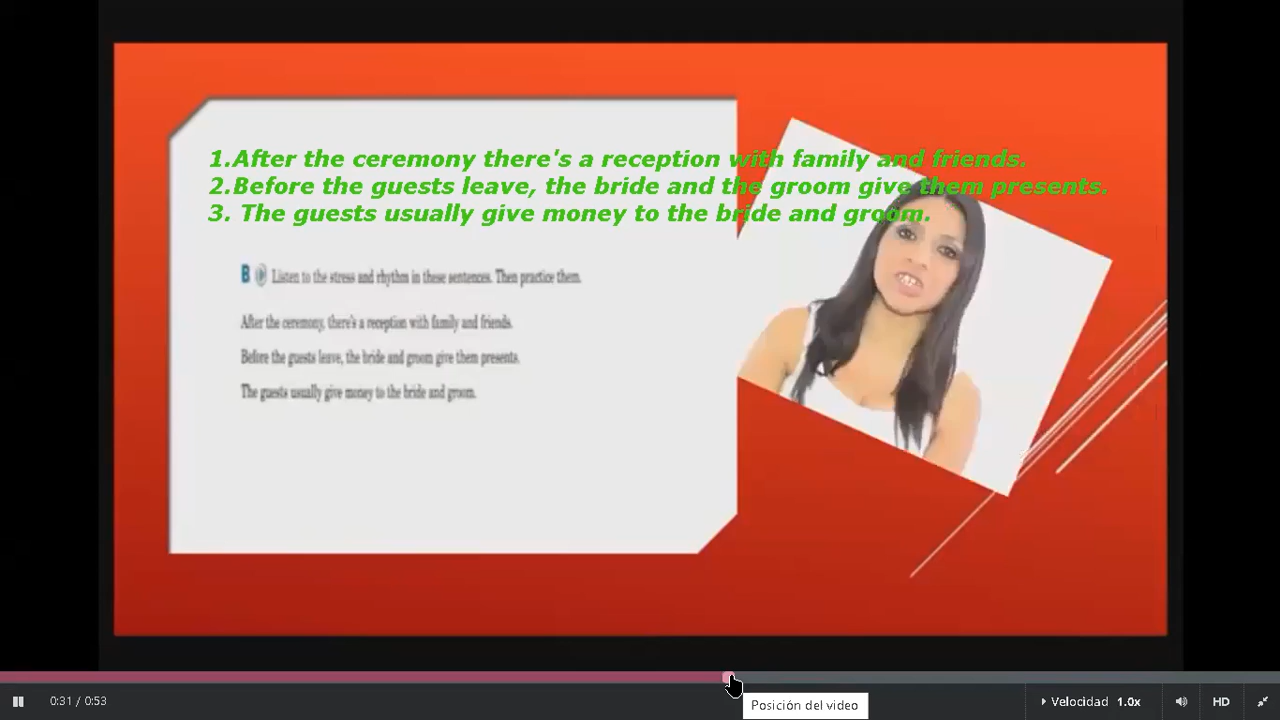 1.After the ceremony there's a reception with family and friends.
2.Before the guests leave, the bride and the groom give them presents.
3. The guests usually give money to the bride and groom.
B Listen to the stress and rhythm in these sentences. Then practice them.
After the ceremony, there's a reception with family and friends.
Before the guests leave, the bride and groom give them presents.
The guests usually give money to the bride and groom.
0:31 / 0:53
Posición del video
Velocidad 1.0x
HD